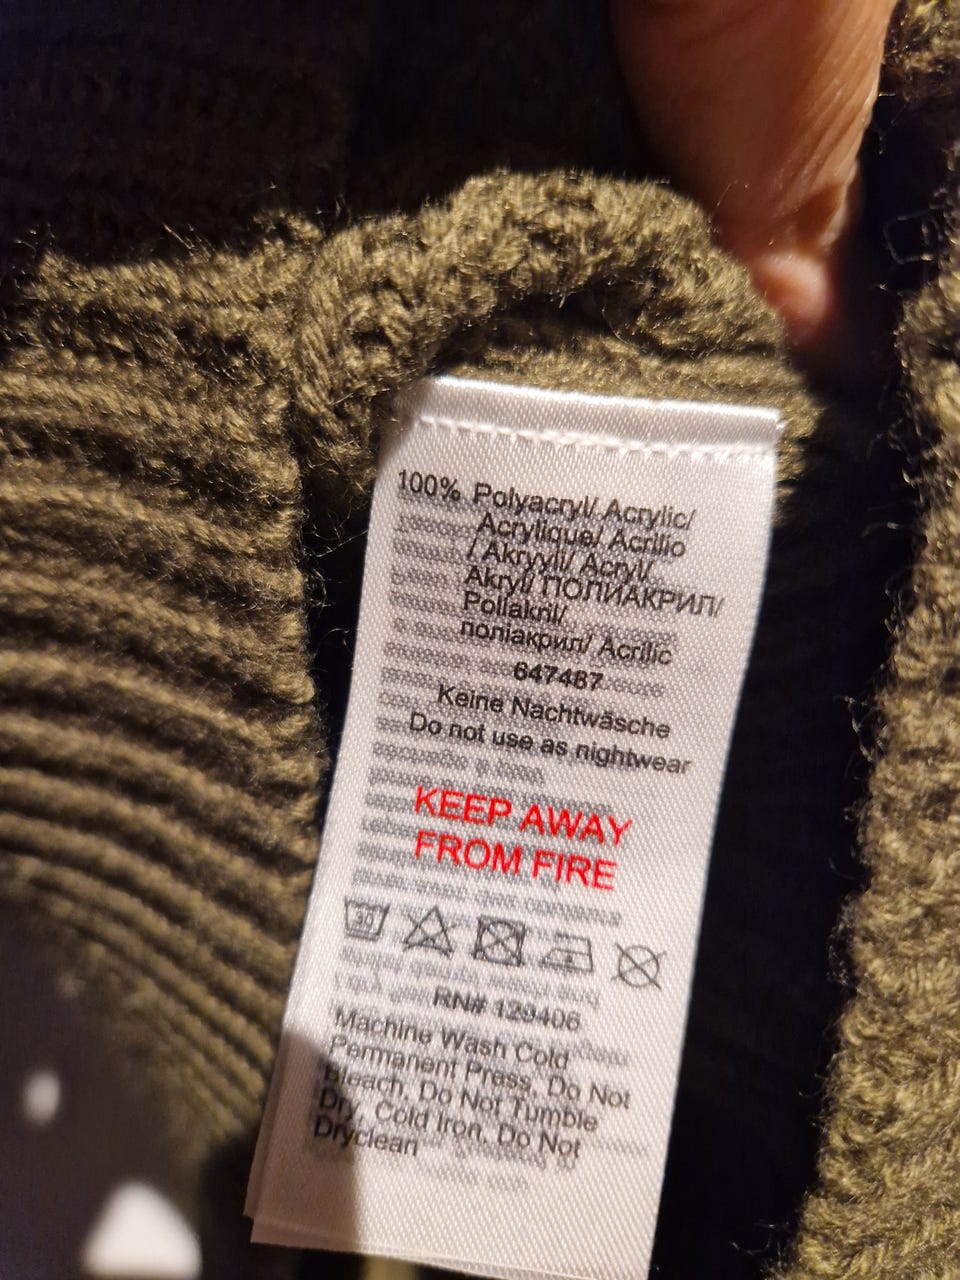 100% Polyacryl/ Acrylic/
Acrylique/ Acrilio
/ Akryyli/ Acryl/
Akryl/ ПОЛИАКРИЛ/
Poliakril/
поліакрил/ Acrilic
647487
Keine Nachtwäsche
Do not use as nightwear
KEEP AWAY
FROM FIRE
30
RN# 129406
Machine Wash Cold
Permanent Press, Do Not
Bleach, Do Not Tumble
Dry, Cold Iron, Do Not
Dryclean